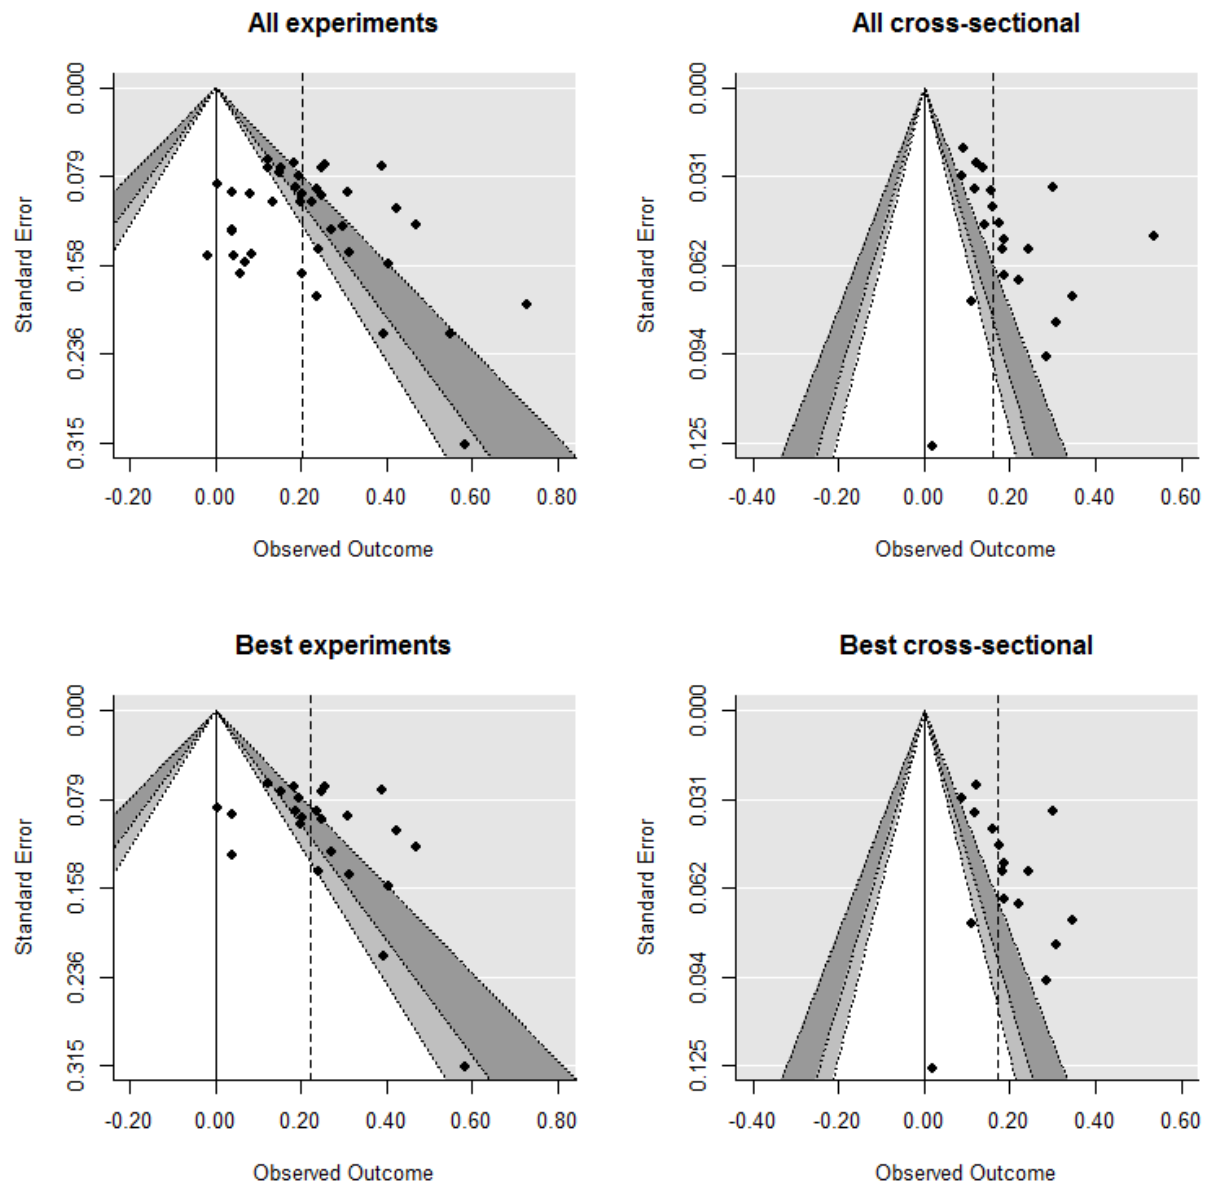 All experiments
Standard Error
0.000
0.079
0.158
0.236
0.315
-0.20 0.00 0.20 0.40 0.60 0.80
Observed Outcome
All cross-sectional
Standard Error
0.000
0.031
0.062
0.094
0.125
-0.40 -0.20 0.00 0.20 0.40 0.60
Observed Outcome
Best experiments
Standard Error
0.000
0.079
0.158
0.236
0.315
-0.20 0.00 0.20 0.40 0.60 0.80
Observed Outcome
Best cross-sectional
Standard Error
0.000
0.031
0.062
0.094
0.125
-0.40 -0.20 0.00 0.20 0.40 0.60
Observed Outcome